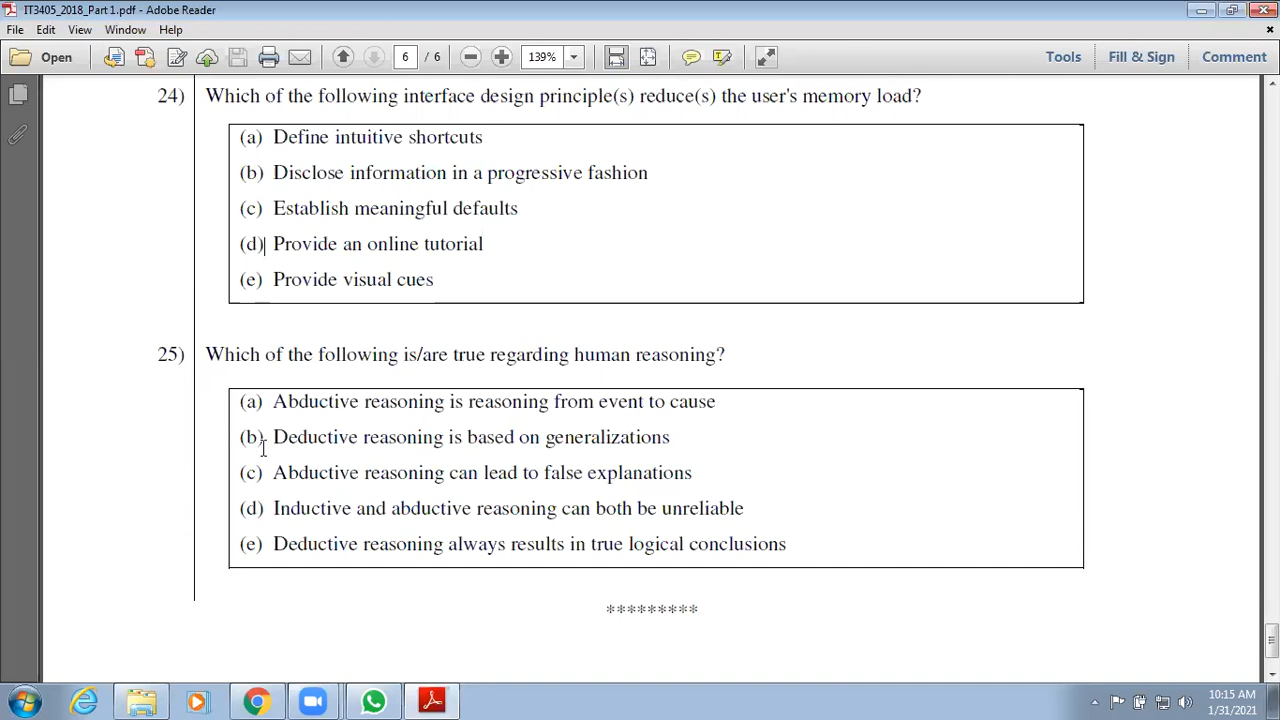 IT3405_2018_Part 1.pdf - Adobe Reader
File Edit View Window Help
Open 6 / 6 139% Tools Fill & Sign Comment
24) Which of the following interface design principle(s) reduce(s) the user's memory load?
(a) Define intuitive shortcuts
(b) Disclose information in a progressive fashion
(c) Establish meaningful defaults
(d) Provide an online tutorial
(e) Provide visual cues
25) Which of the following is/are true regarding human reasoning?
(a) Abductive reasoning is reasoning from event to cause
(b) Deductive reasoning is based on generalizations
(c) Abductive reasoning can lead to false explanations
(d) Inductive and abductive reasoning can both be unreliable
(e) Deductive reasoning always results in true logical conclusions
*********
10:15 AM
1/31/2021